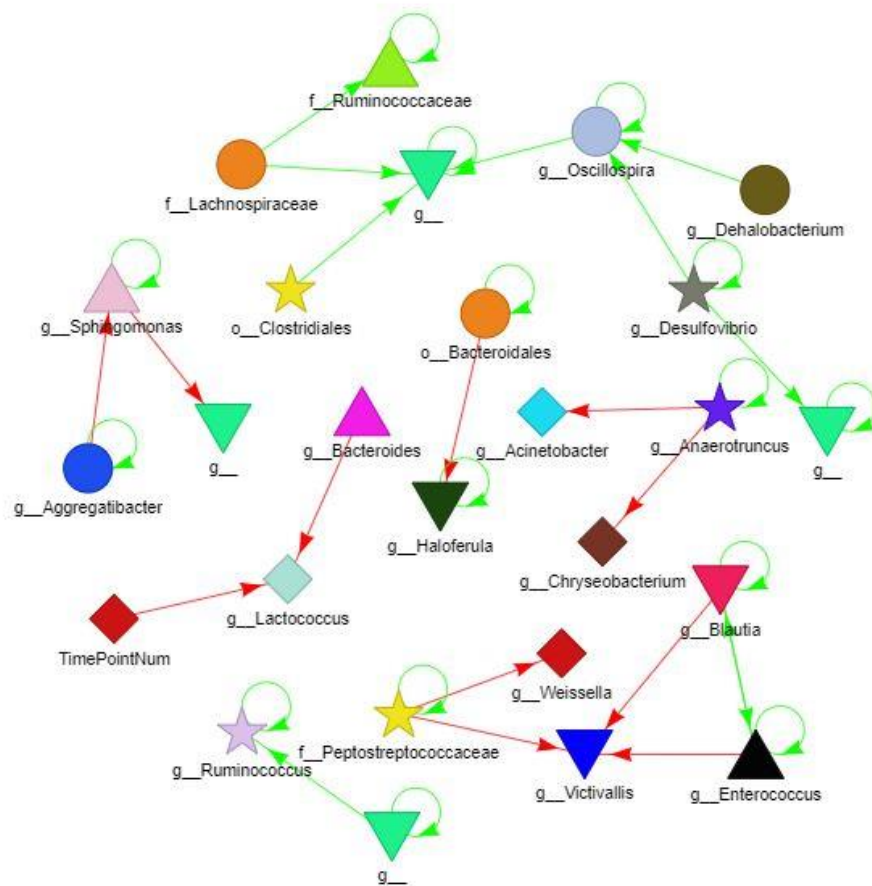 f__Ruminococcaceae
g__Oscillospira
f__Lachnospiraceae
g__
g__Dehalobacterium
g__Sphingomonas
o__Clostridiales
g__Desulfovibrio
o__Bacteroidales
g__Bacteroides
g__Acinetobacter
g__Anaerotruncus
g__
g__
g__Aggregatibacter
g__Haloferula
g__Chryseobacterium
g__Lactococcus
g__Blautia
TimePointNum
g__Weissella
f__Peptostreptococcaceae
g__Ruminococcus
g__Victivallis
g__Enterococcus
g__